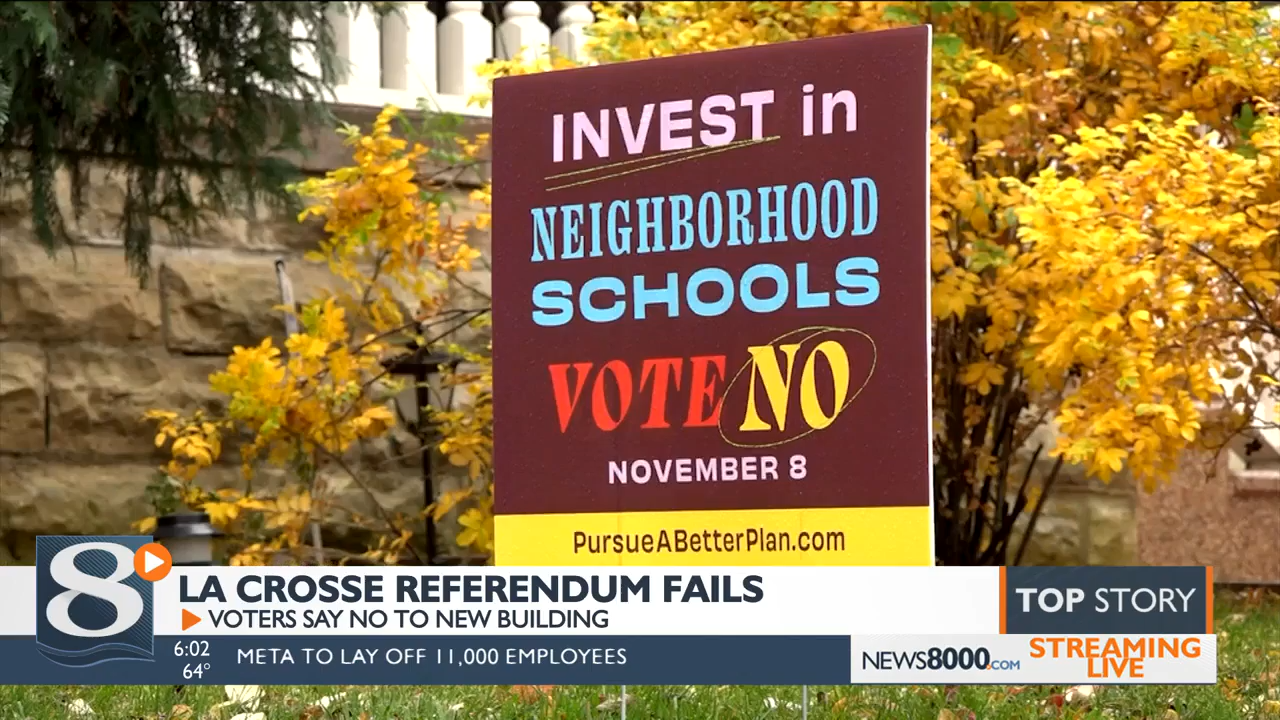 INVEST in
NEIGHBORHOOD
SCHOOLS
VOTE NO
NOVEMBER 8
PursueABetterPlan.com
8
LA CROSSE REFERENDUM FAILS
VOTERS SAY NO TO NEW BUILDING
TOP STORY
6:02
64°
META TO LAY OFF 11,000 EMPLOYEES
NEWS8000.COM
STREAMING
LIVE